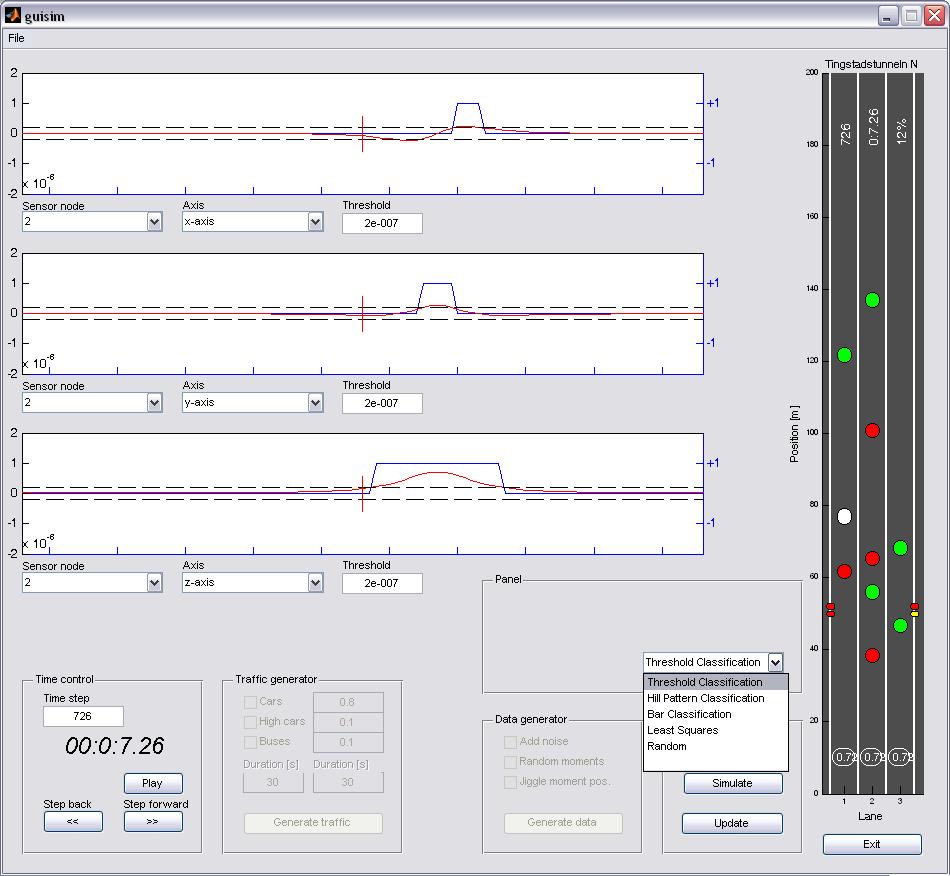 guisim
File
2
1
0
-1
-2
x 10-6
+1
-1
Sensor node
Axis
Threshold
2
x-axis
2e-007
2
1
0
-1
-2
x 10-6
+1
-1
Sensor node
Axis
Threshold
2
y-axis
2e-007
2
1
0
-1
-2
x 10-6
+1
-1
Sensor node
Axis
Threshold
2
z-axis
2e-007
Panel
Threshold Classification
Threshold Classification
Hill Pattern Classification
Bar Classification
Least Squares
Random
Time control
Time step
726
00:0:7.26
Play
Step back
Step forward
<<
>>
Traffic generator
Cars
0.8
High cars
0.1
Buses
0.1
Duration [s]
Duration [s]
30
30
Generate traffic
Data generator
Add noise
Random moments
Jiggle moment pos.
Generate data
Simulate
Update
Tingstadstunneln N
200
180
160
140
120
100
80
60
40
20
0
Position [m]
726
0:7.26
12%
1
2
3
Lane
Exit